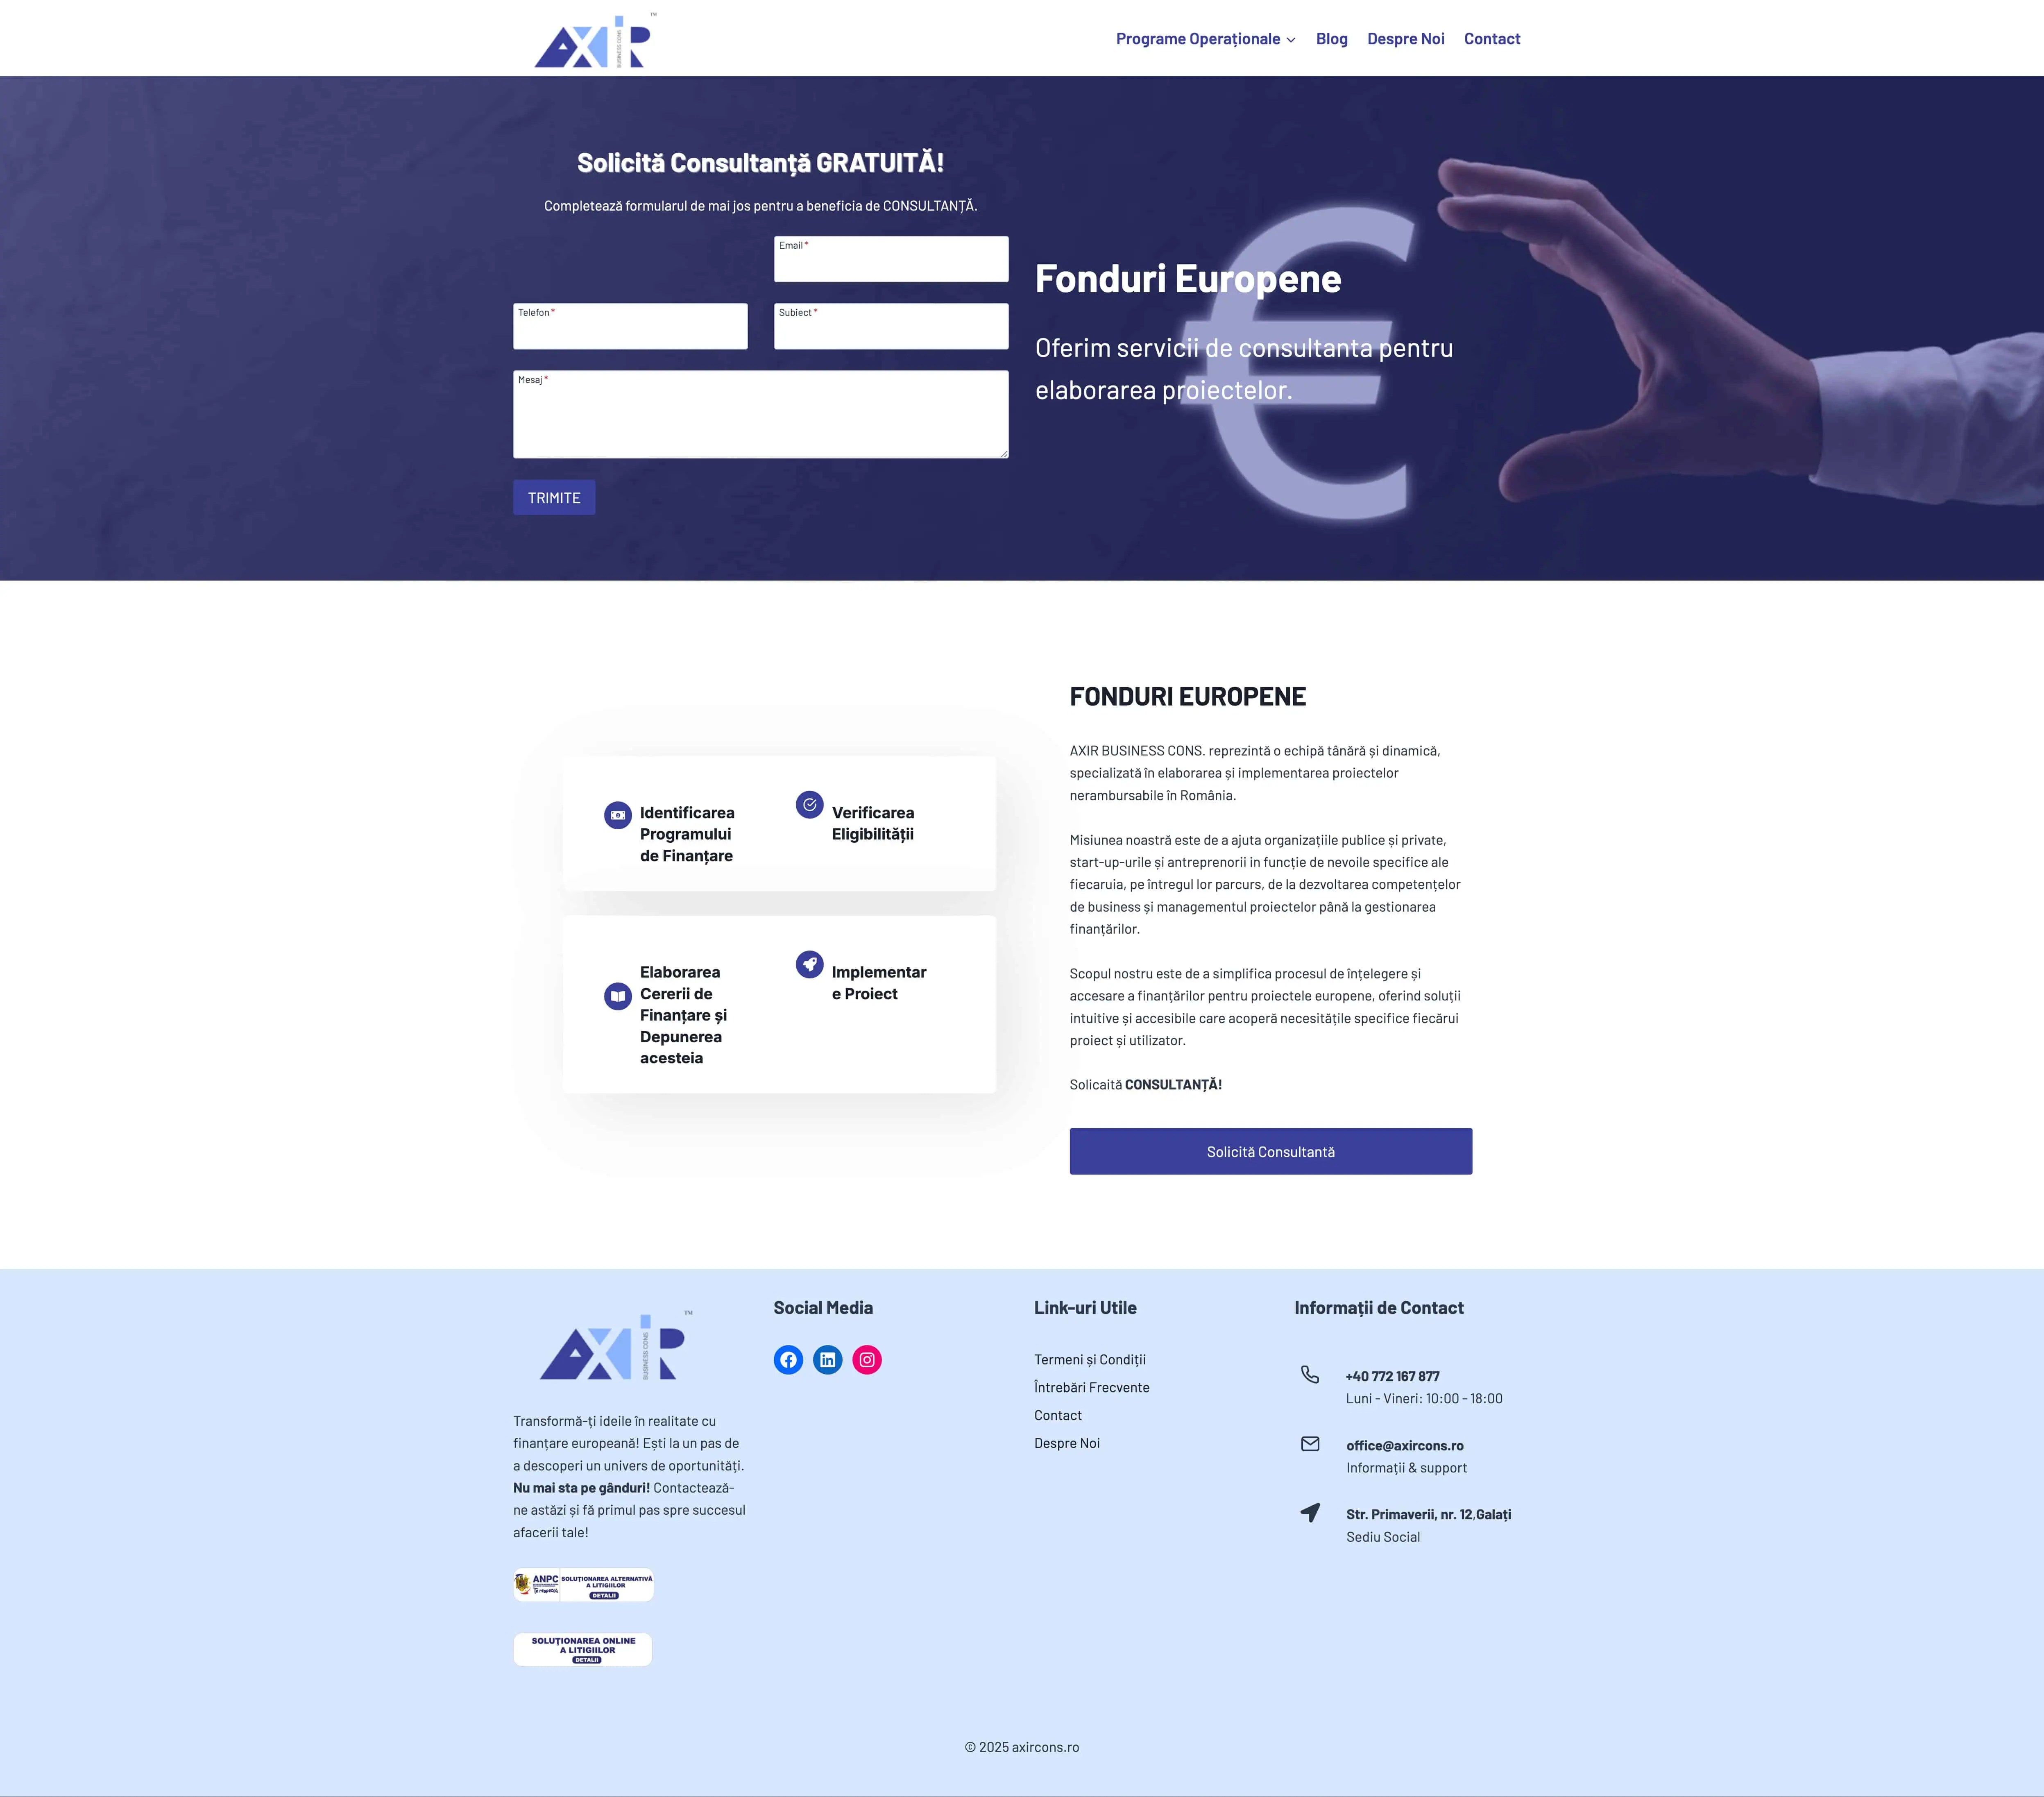 AXIR
BUSINESS CONS
TM
Programe Operaționale
Blog
Despre Noi
Contact
Solicită Consultanță GRATUITĂ!
Completează formularul de mai jos pentru a beneficia de CONSULTANȚĂ.
Email *
Telefon *
Subiect *
Mesaj *
TRIMITE
Fonduri Europene
Oferim servicii de consultanta pentru
elaborarea proiectelor.
€
Identificarea
Programului
de Finanțare
Verificarea
Eligibilității
Elaborarea
Cererii de
Finanțare și
Depunerea
acesteia
Implementar
e Proiect
FONDURI EUROPENE
AXIR BUSINESS CONS. reprezintă o echipă tânără și dinamică,
specializată în elaborarea și implementarea proiectelor
nerambursabile în România.
Misiunea noastră este de a ajuta organizațiile publice și private,
start-up-urile și antreprenorii in funcție de nevoile specifice ale
fiecaruia, pe întregul lor parcurs, de la dezvoltarea competențelor
de business și managementul proiectelor până la gestionarea
finanțărilor.
Scopul nostru este de a simplifica procesul de înțelegere și
accesare a finanțărilor pentru proiectele europene, oferind soluții
intuitive și accesibile care acoperă necesitățile specifice fiecărui
proiect și utilizator.
Solicaită CONSULTANȚĂ!
Solicită Consultantă
AXIR
BUSINESS CONS
TM
Transformă-ți ideile în realitate cu
finanțare europeană! Ești la un pas de
a descoperi un univers de oportunități.
Nu mai sta pe gânduri! Contactează-
ne astăzi și fă primul pas spre succesul
afacerii tale!
ANPC
SOLUȚIONAREA ALTERNATIVĂ
A LITIGIILOR
DETALII
SOLUȚIONAREA ONLINE
A LITIGIILOR
DETALII
Social Media
Link-uri Utile
Termeni și Condiții
Întrebări Frecvente
Contact
Despre Noi
Informații de Contact
+40 772 167 877
Luni - Vineri: 10:00 - 18:00
office@axircons.ro
Informații & support
Str. Primaverii, nr. 12,Galați
Sediu Social
© 2025 axircons.ro